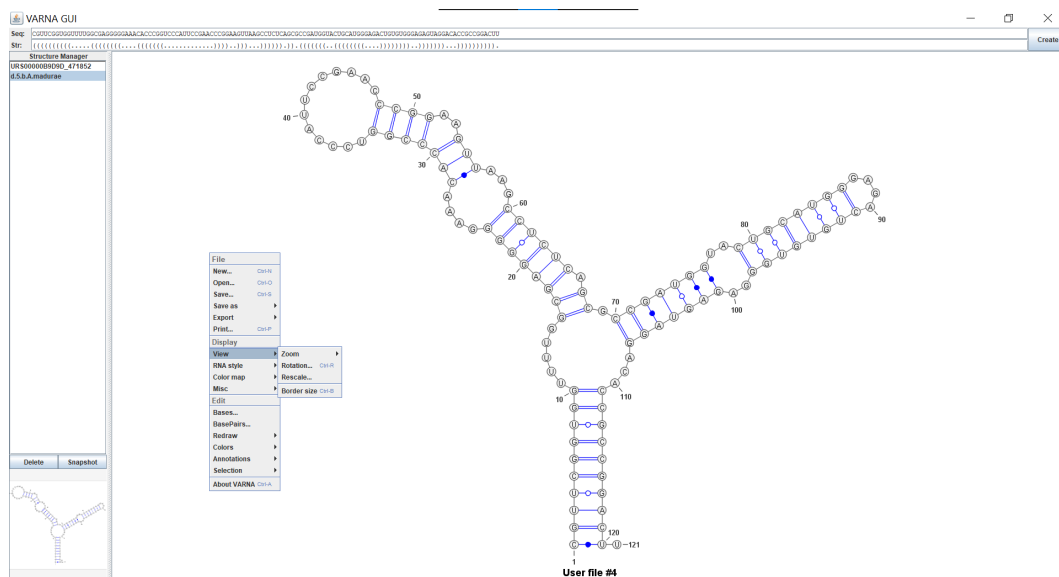 VARNA GUI
Seq: CGUUCGGUGGUUUUGGCGAGGGGGAAACACCCGGUCCCAUUCCGAACCCGGAAGUUAAGCCUCUCAGCGCCGAUGGUACUGCAUGGGAGACUGUGUGGGAGAGUAGGACACCGCCGGACUU
Create
Structure Manager
URS00000B9D9D_471852
d.5.b.A.madurae
Delete Snapshot
File
New... Ctrl-N
Open... Ctrl-O
Save... Ctrl-S
Save as
Export
Print... Ctrl-P
Display
View
RNA style
Color map
Misc
Edit
Bases...
BasePairs...
Redraw
Colors
Annotations
Selection
About VARNA Ctrl-A
Zoom
Rotation... Ctrl-R
Rescale...
Border size Ctrl-B
1
10
20
30
40
50
60
70
80
90
100
110
120
121
User file #4